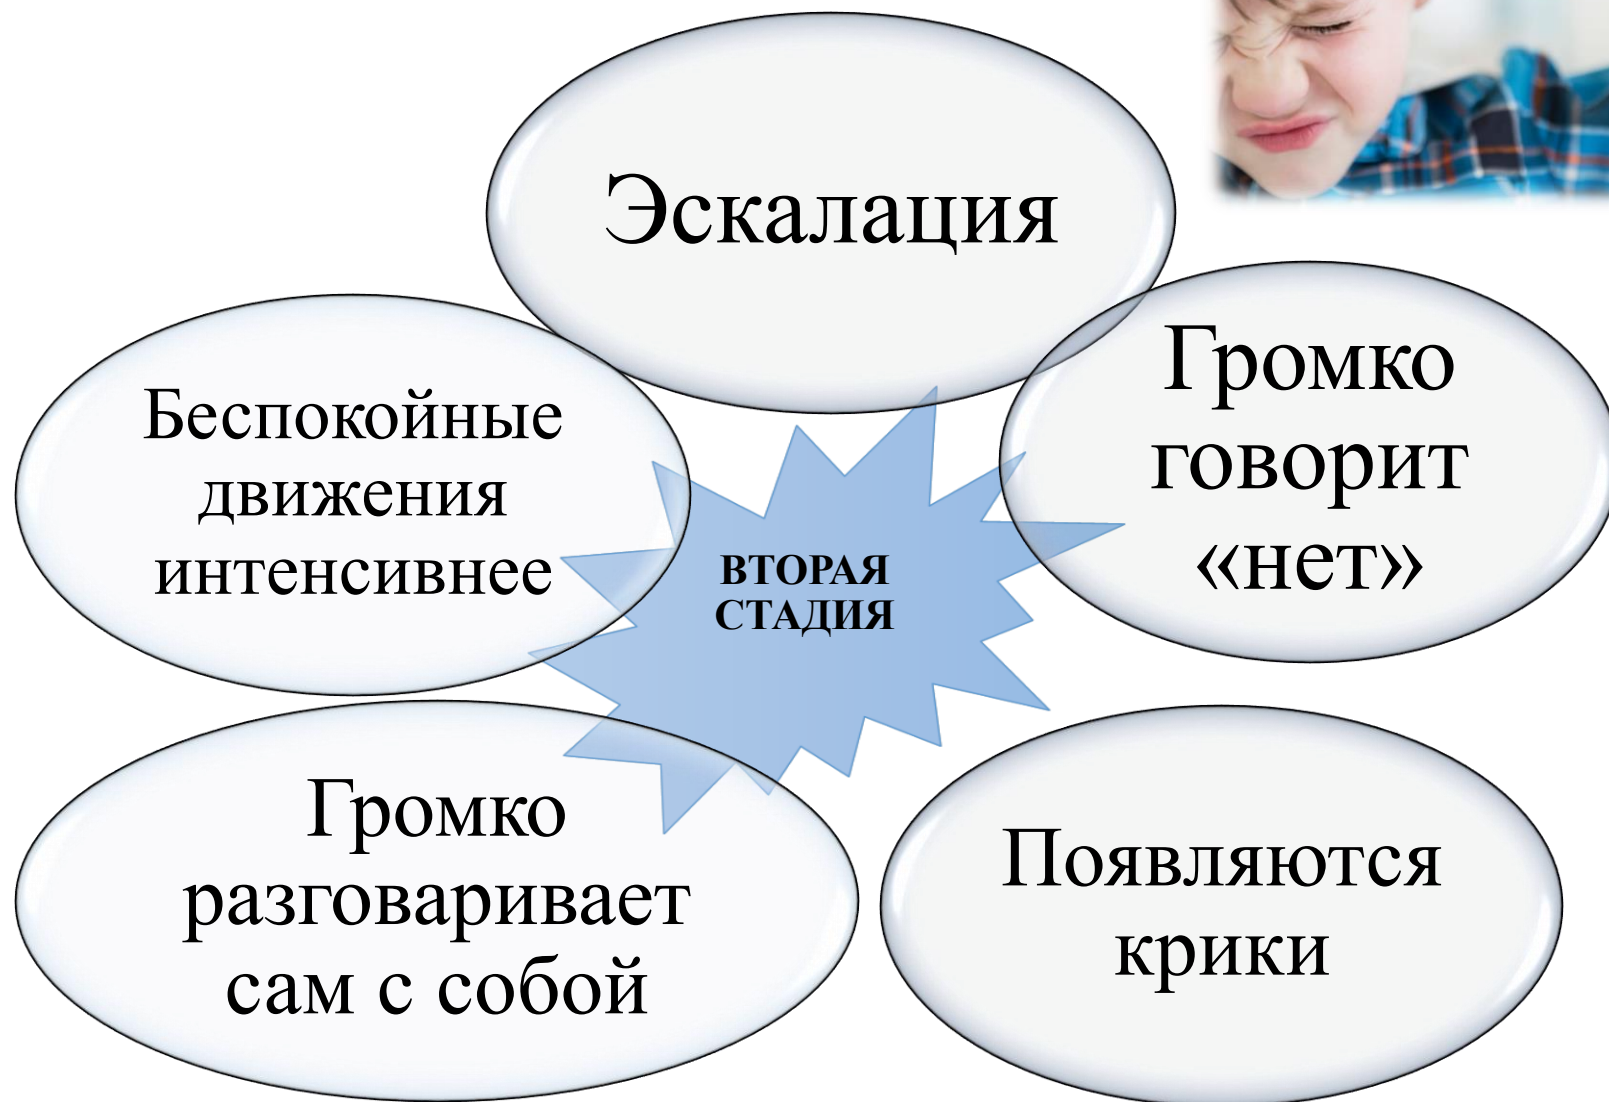 Эскалация
Громко
говорит
«нет»
Беспокойные
движения
интенсивнее
ВТОРАЯ
СТАДИЯ
Громко
разговаривает
сам с собой
Появляются
крики